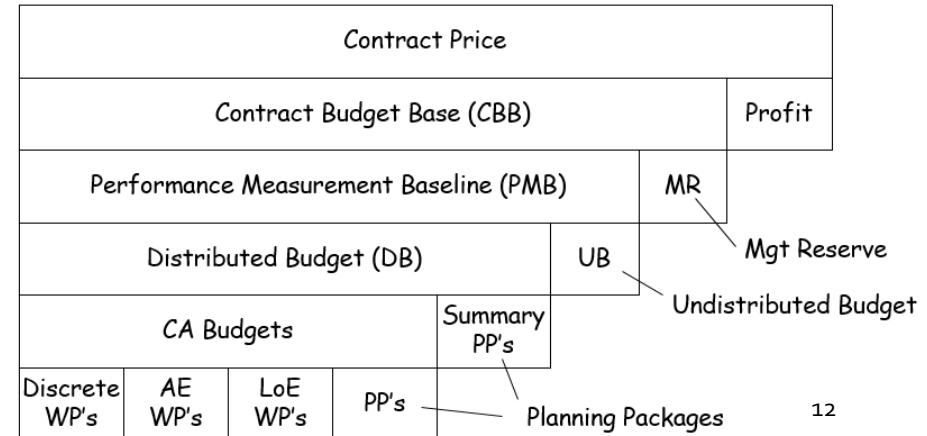 Contract Price
Contract Budget Base (CBB)
Profit
Performance Measurement Baseline (PMB)
MR
Distributed Budget (DB)
UB
Mgt Reserve
Undistributed Budget
CA Budgets
Summary
PP's
Discrete
WP's
AE
WP's
LoE
WP's
PP's
Planning Packages
12